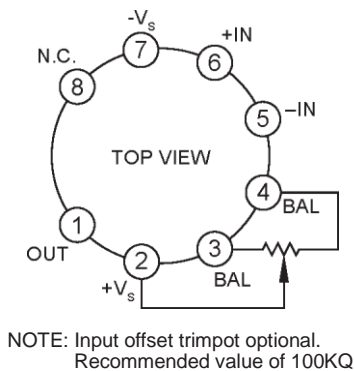 -Vs
+IN
N.C.
7
6
8
–IN
5
TOP VIEW
4
BAL
1
3
OUT
2
BAL
+Vs
NOTE: Input offset trimpot optional.
Recommended value of 100KQ